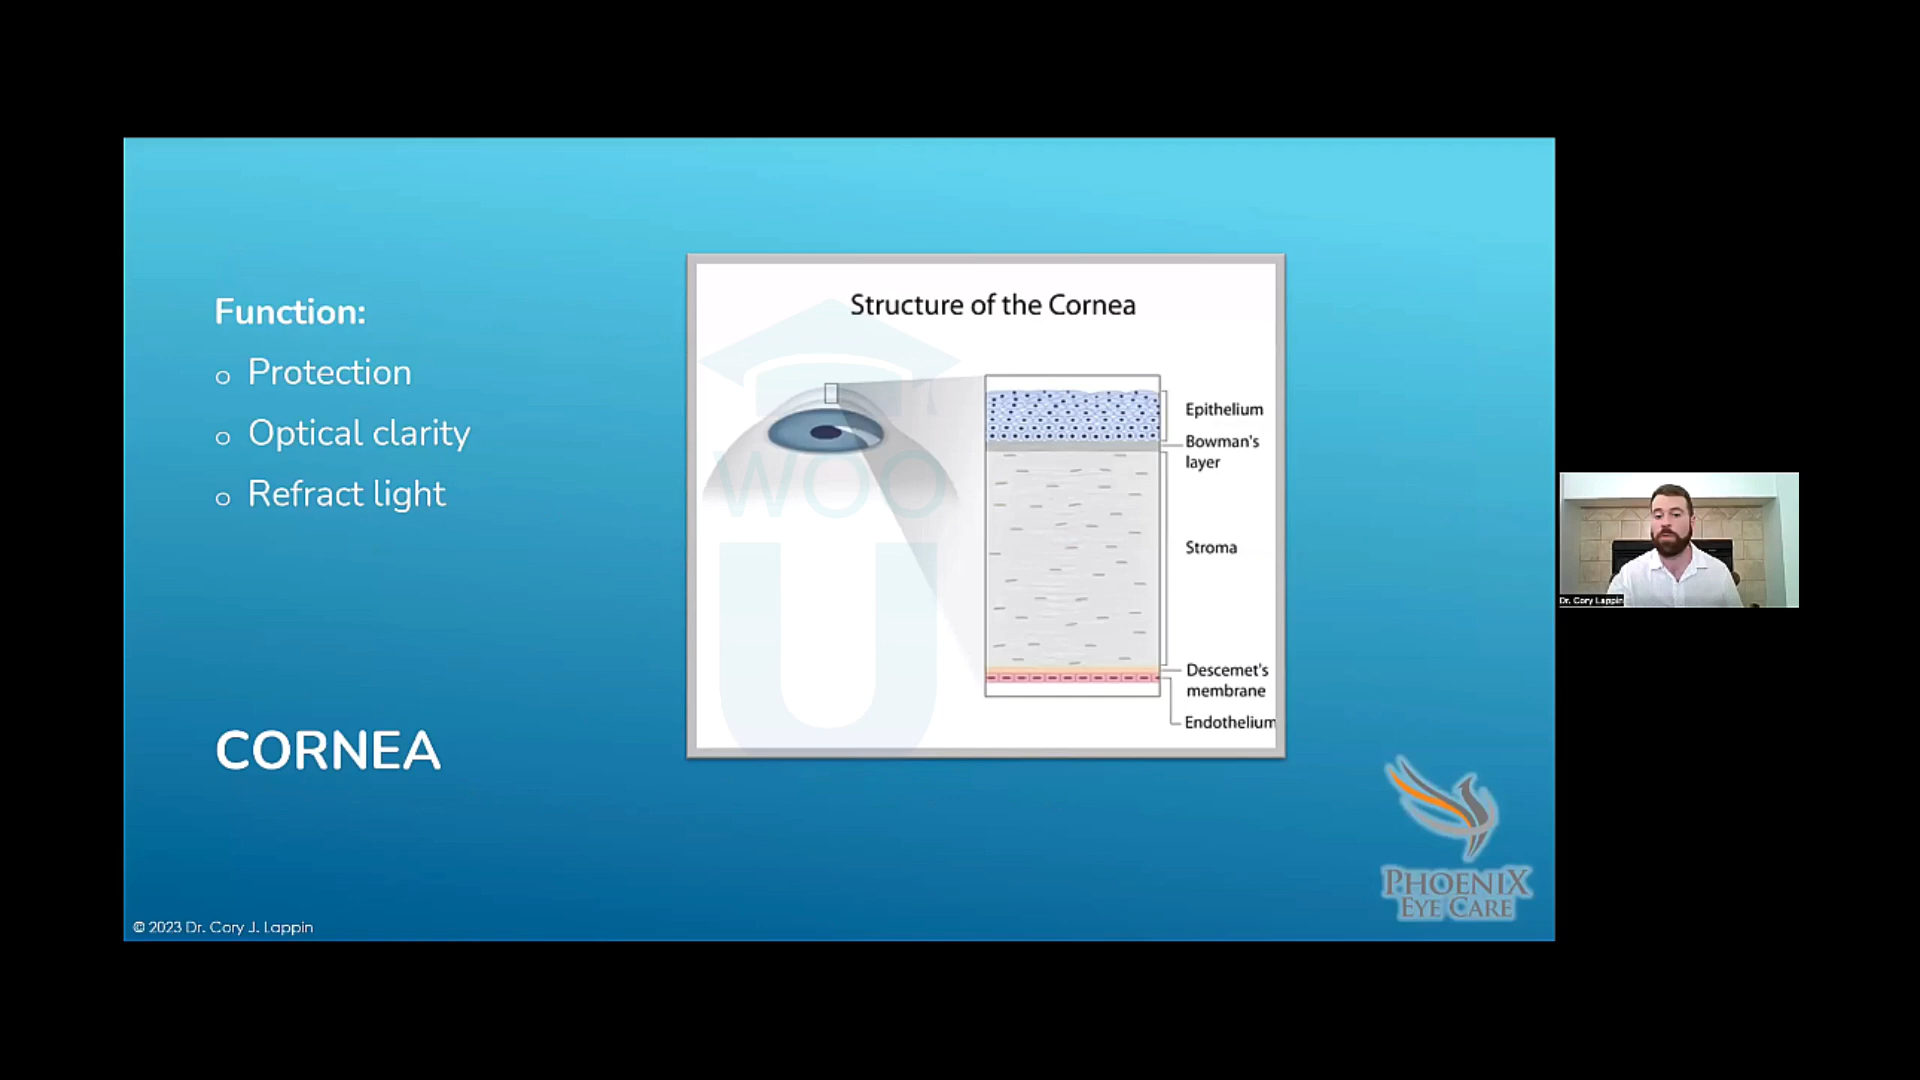 Function:
o Protection
o Optical clarity
o Refract light
CORNEA
© 2023 Dr. Cory J. Lappin
Structure of the Cornea
Epithelium
Bowman's
layer
Stroma
Descemet's
membrane
Endothelium
WOO
U
PHOENIX
EYE CARE
Dr. Cory Lappin